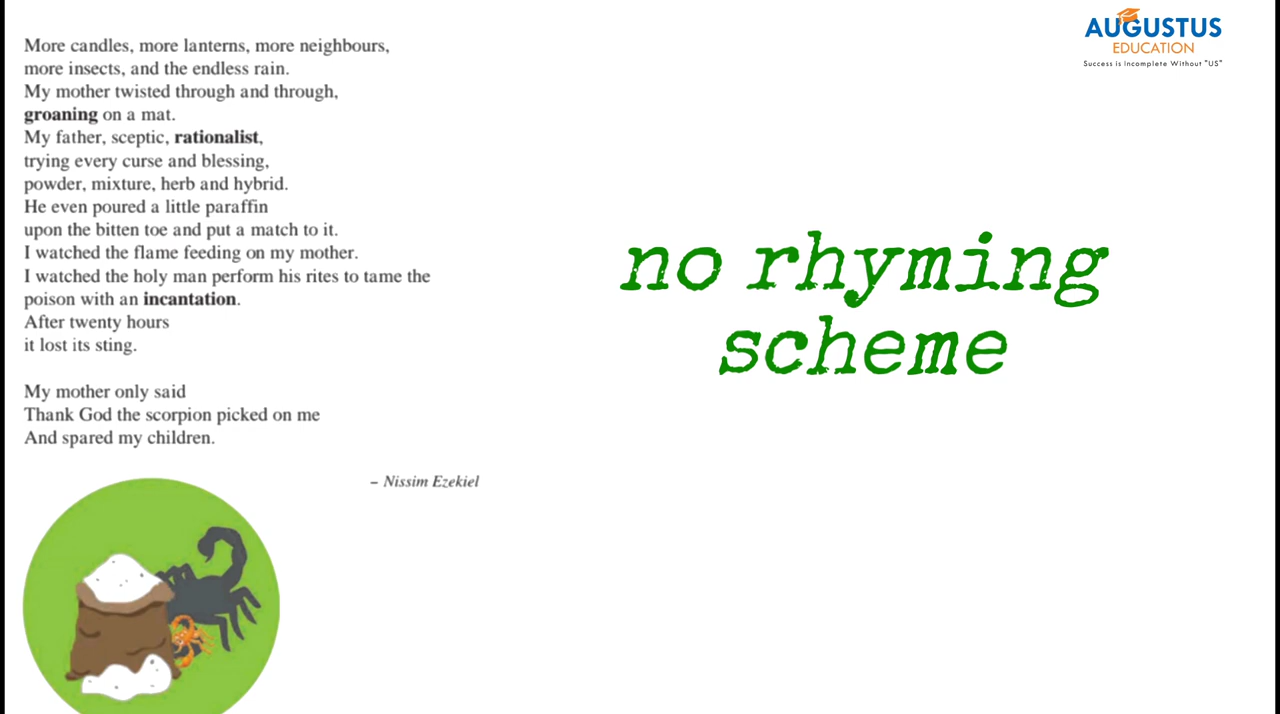 More candles, more lanterns, more neighbours,
more insects, and the endless rain.
My mother twisted through and through,
groaning on a mat.
My father, sceptic, rationalist,
trying every curse and blessing,
powder, mixture, herb and hybrid.
He even poured a little paraffin
upon the bitten toe and put a match to it.
I watched the flame feeding on my mother.
I watched the holy man perform his rites to tame the
poison with an incantation.
After twenty hours
it lost its sting.
My mother only said
Thank God the scorpion picked on me
And spared my children.
– Nissim Ezekiel
no rhyming
scheme
AUGUSTUS
EDUCATION
Success is Incomplete Without "US"